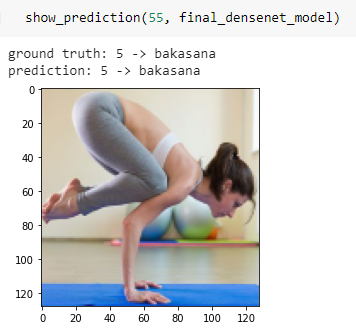 show_prediction(55, final_densenet_model)
ground truth: 5 -> bakasana
prediction: 5 -> bakasana
0
20
40
60
80
100
120
0 20 40 60 80 100 120